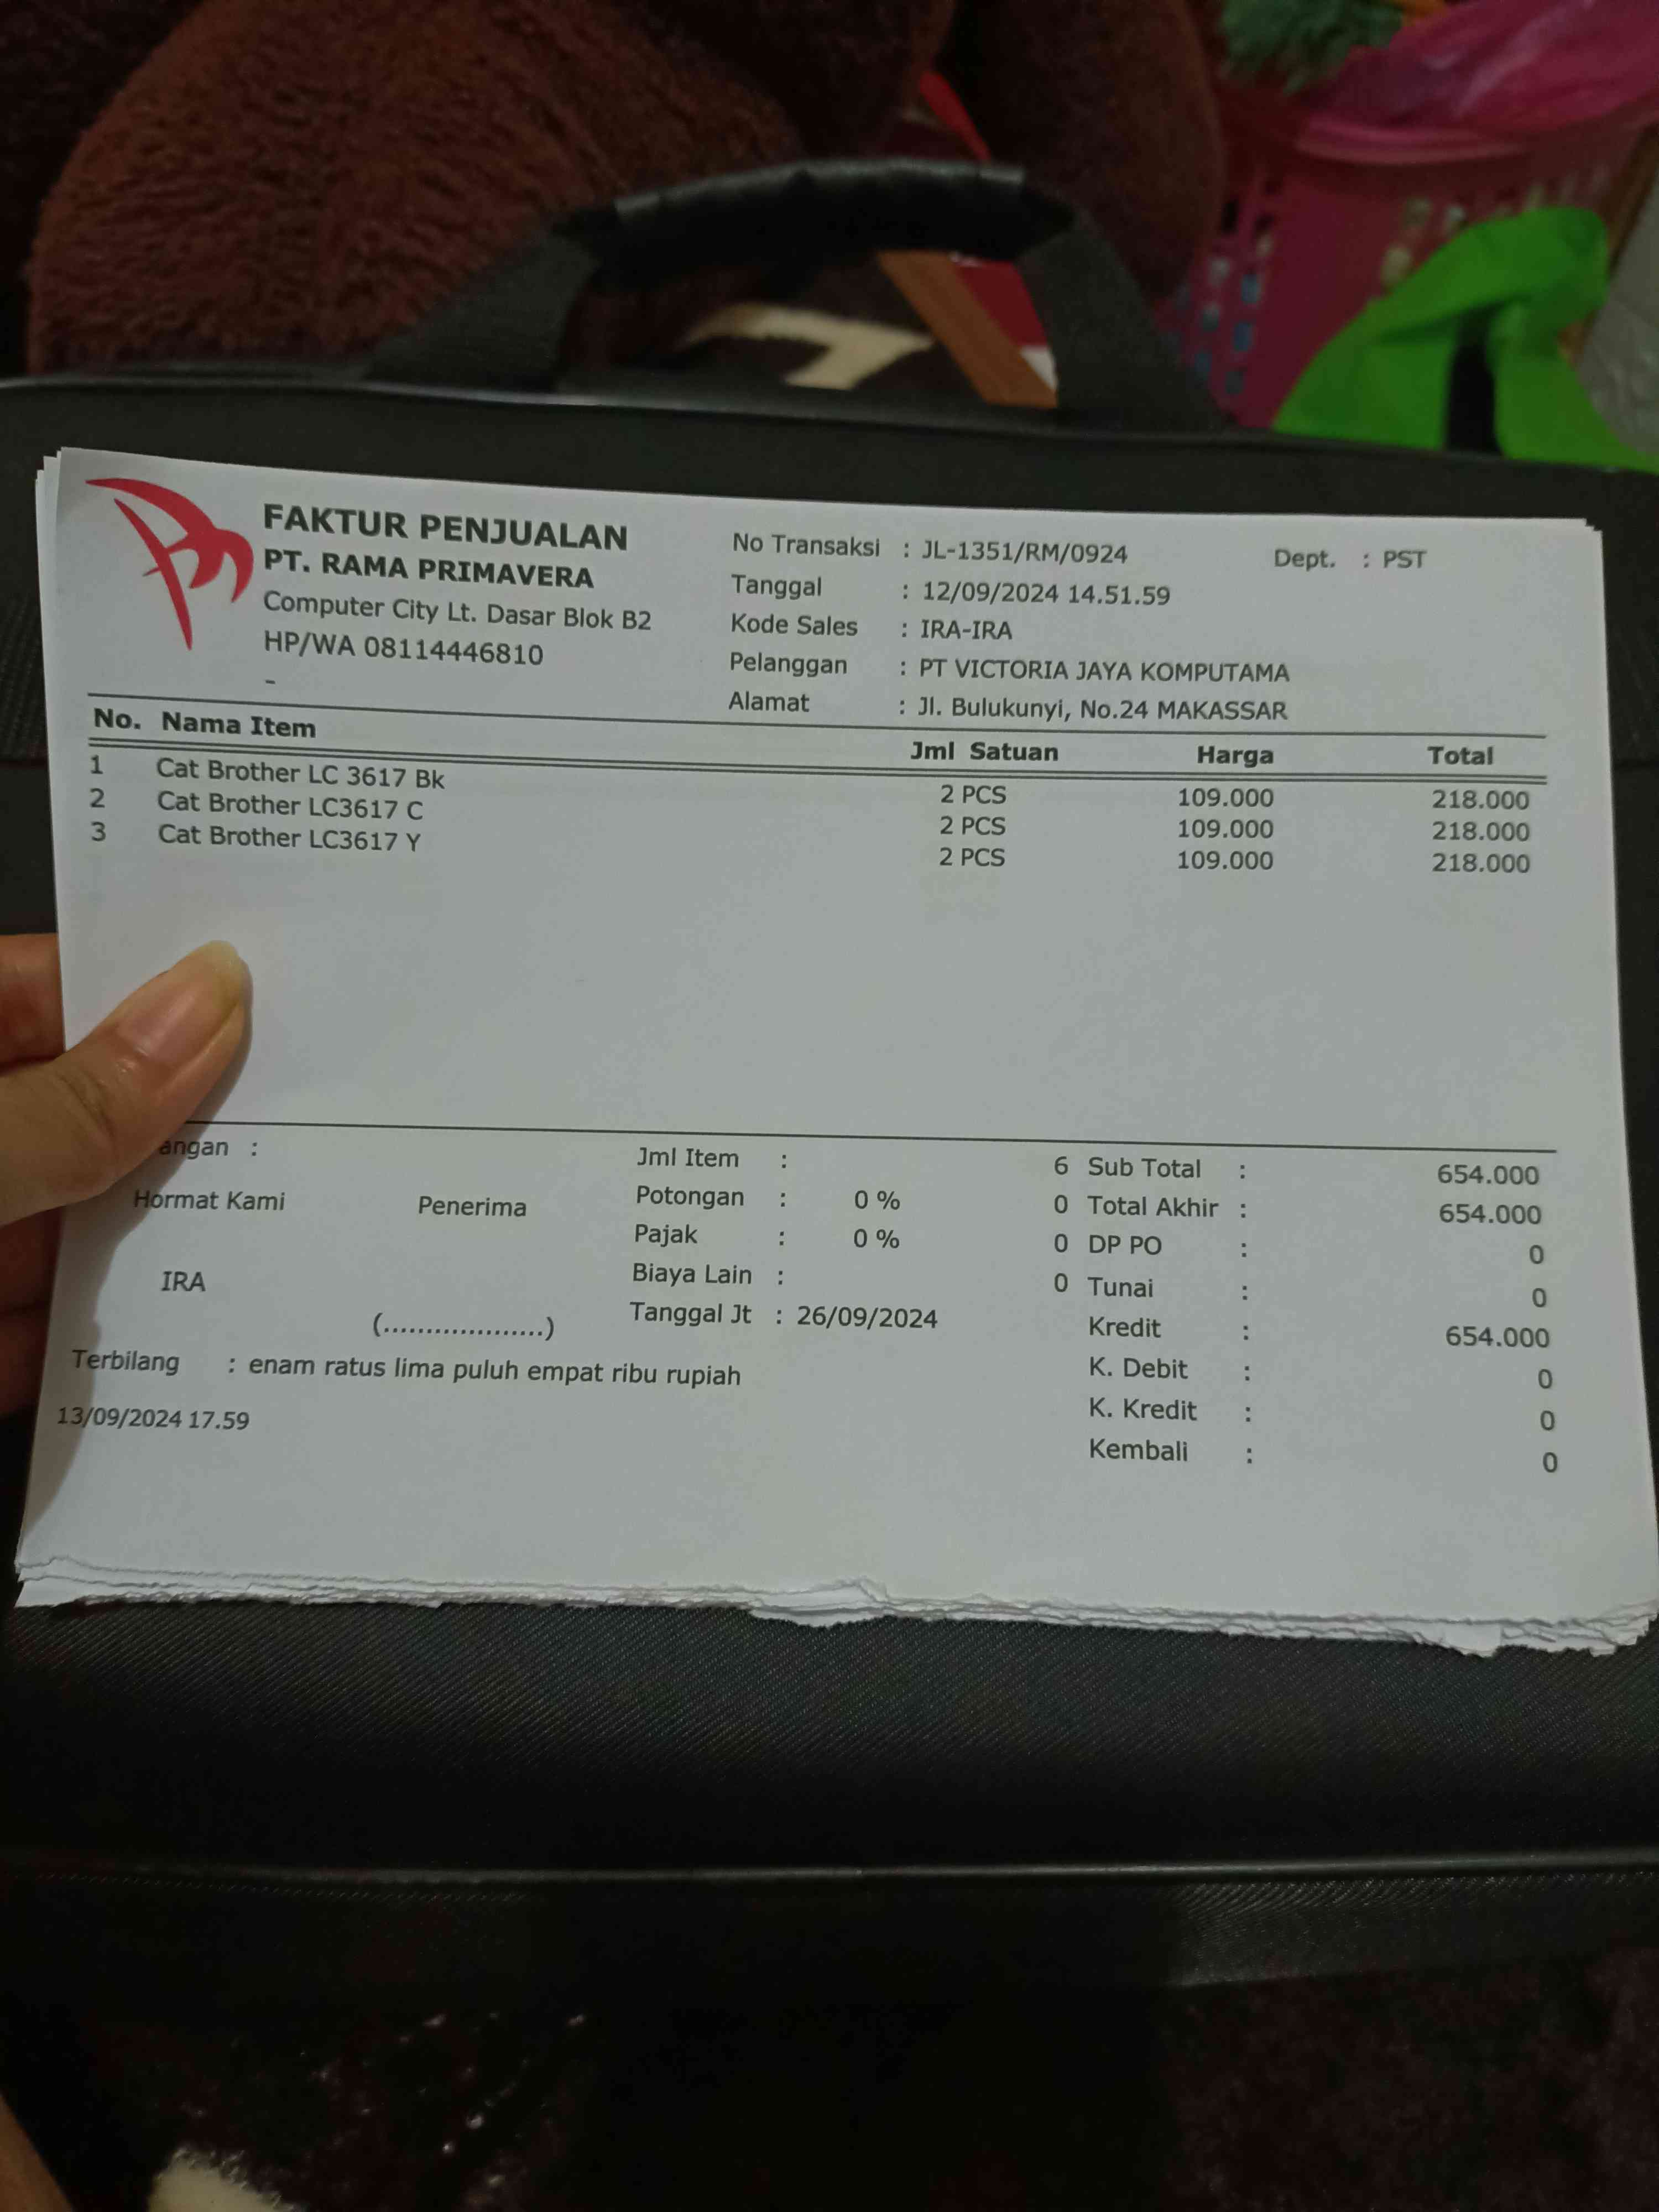 FAKTUR PENJUALAN
PT. RAMA PRIMAVERA
Computer City Lt. Dasar Blok B2
HP/WA 08114446810
-
No Transaksi : JL-1351/RM/0924 Dept. : PST
Tanggal : 12/09/2024 14.51.59
Kode Sales : IRA-IRA
Pelanggan : PT VICTORIA JAYA KOMPUTAMA
Alamat : Jl. Bulukunyi, No.24 MAKASSAR
No. Nama Item Jml Satuan Harga Total
1 Cat Brother LC 3617 Bk 2 PCS 109.000 218.000
2 Cat Brother LC3617 C 2 PCS 109.000 218.000
3 Cat Brother LC3617 Y 2 PCS 109.000 218.000
angan :
Hormat Kami Penerima
IRA
(...................)
Jml Item : 6
Potongan : 0 % 0
Pajak : 0 % 0
Biaya Lain : 0
Tanggal Jt : 26/09/2024
Sub Total : 654.000
Total Akhir : 654.000
DP PO : 0
Tunai : 0
Kredit : 654.000
K. Debit : 0
K. Kredit : 0
Kembali : 0
Terbilang : enam ratus lima puluh empat ribu rupiah
13/09/2024 17.59